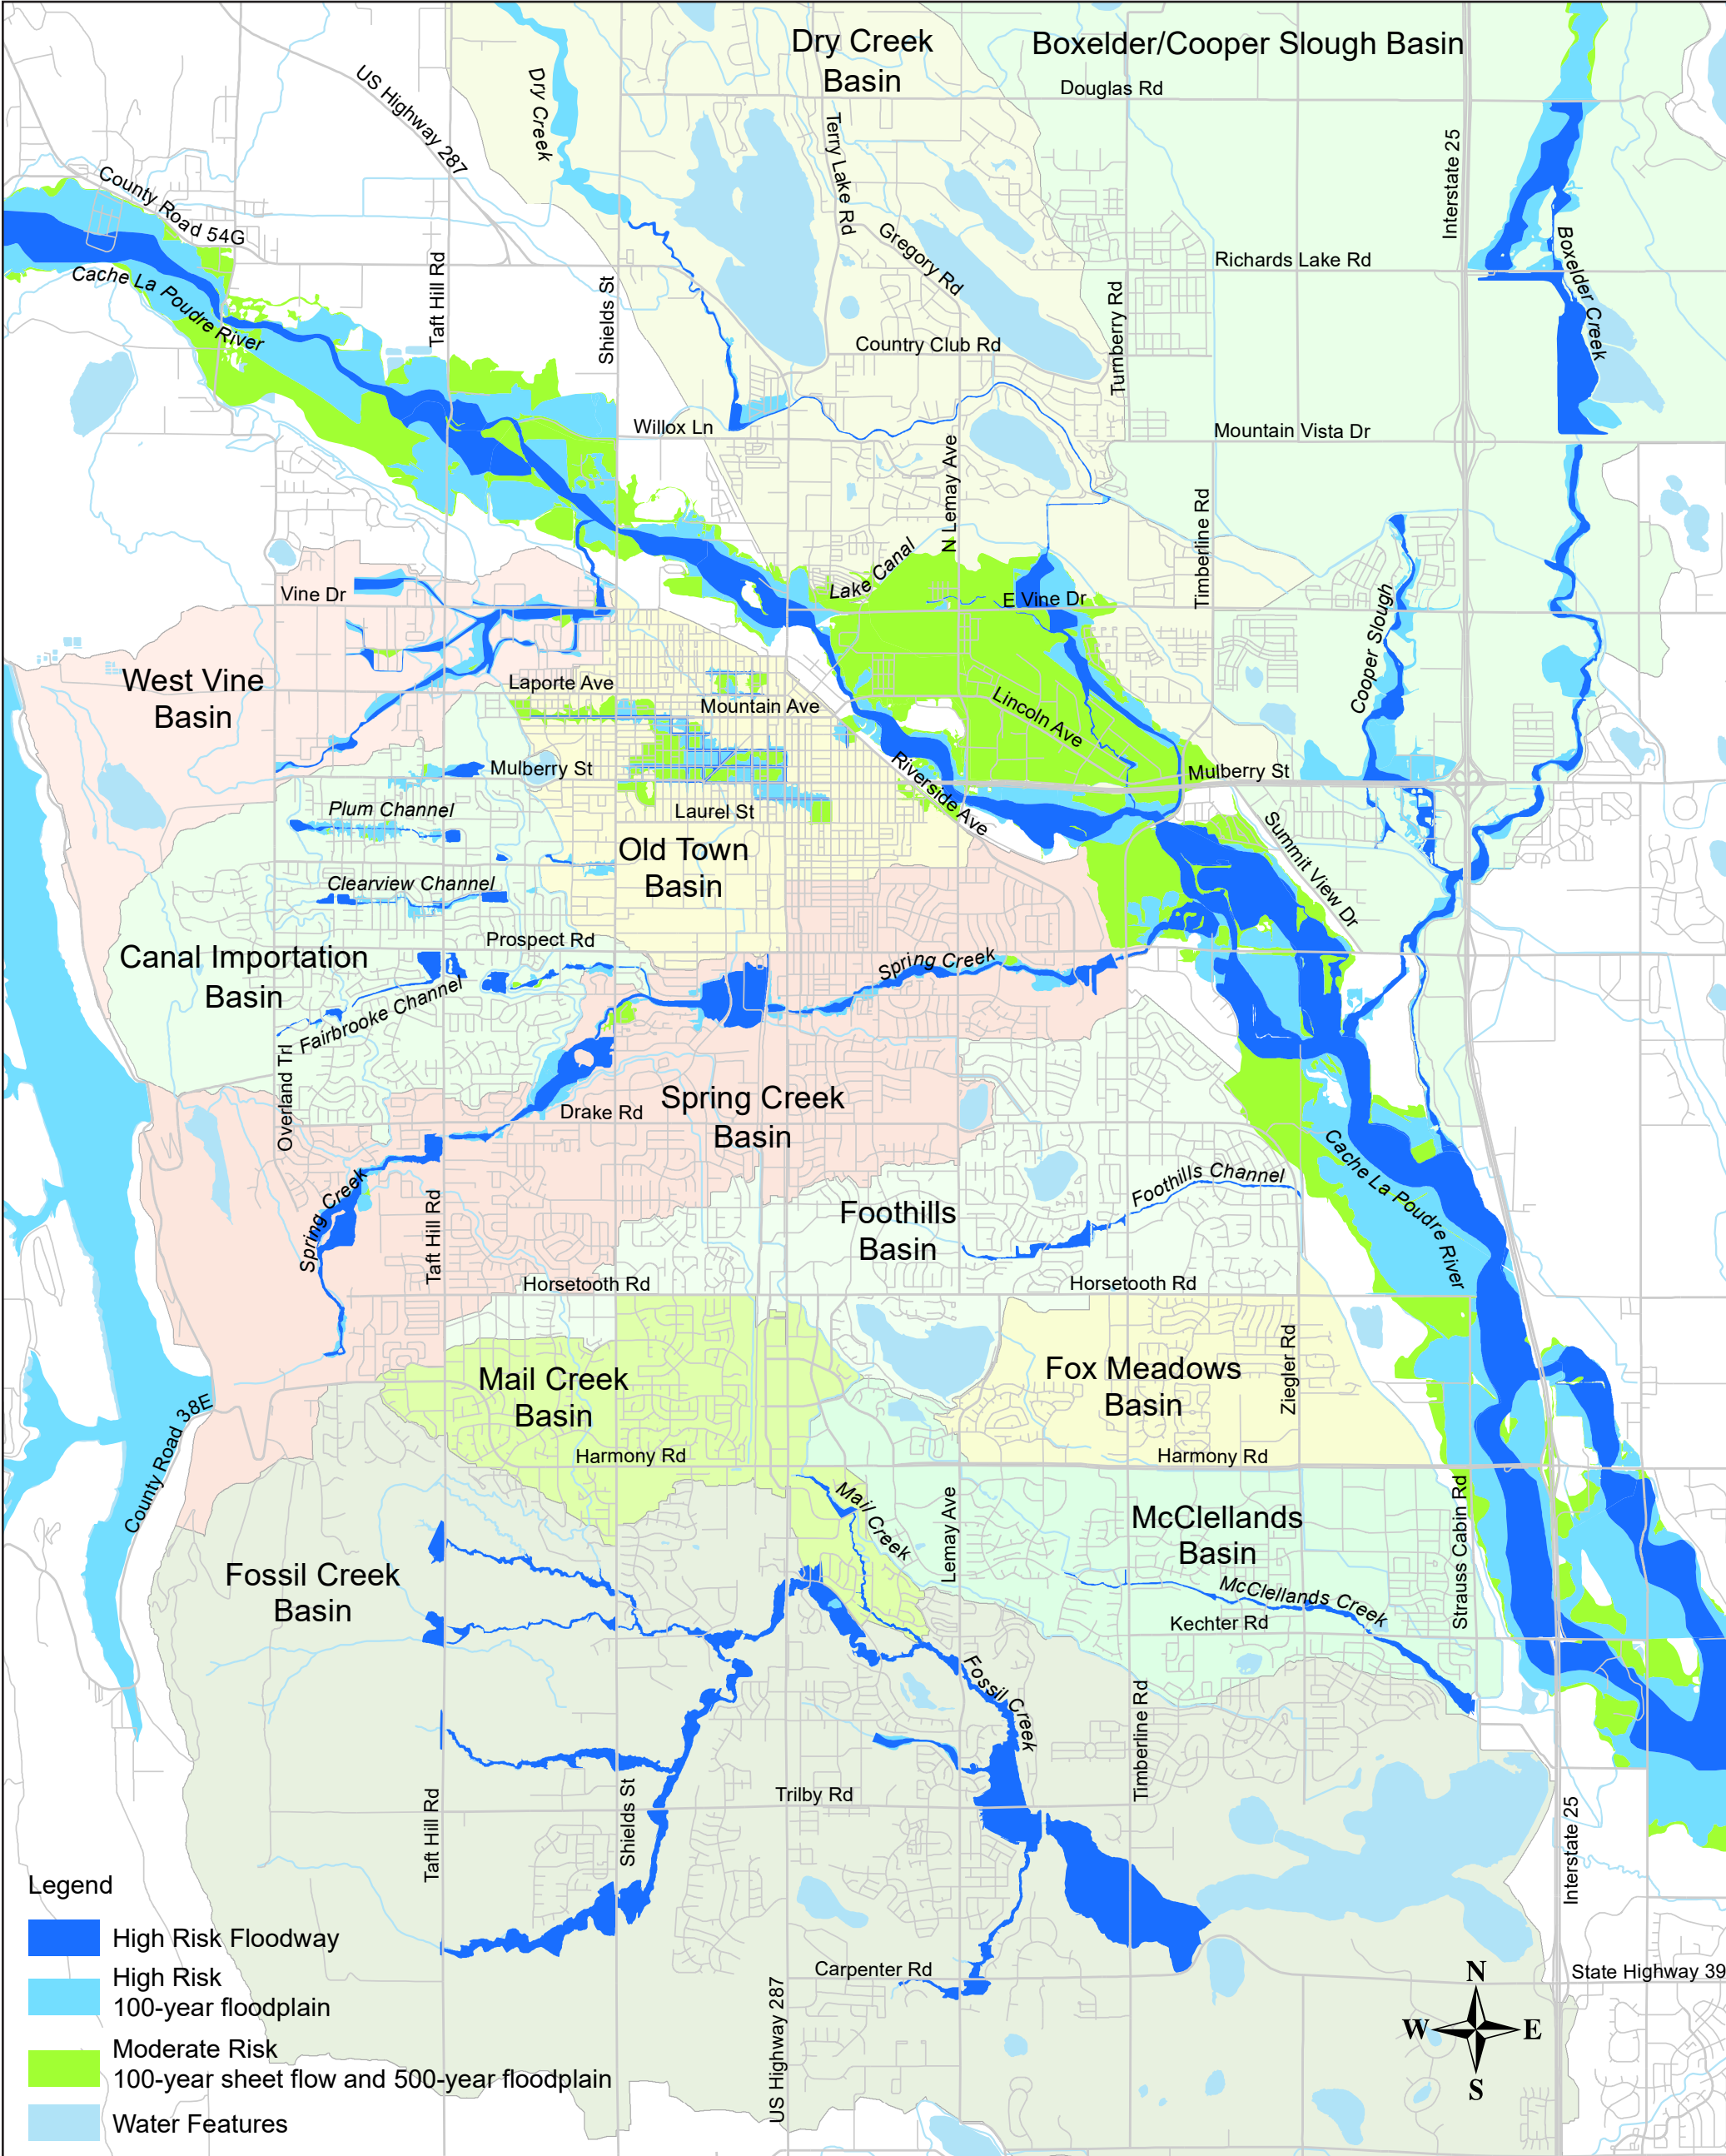 Dry Creek
Basin
Boxelder/Cooper Slough Basin
Douglas Rd
US Highway 287
Dry Creek
Terry Lake Rd
Interstate 25
County Road 54G
Gregory Rd
Richards Lake Rd
Boxelder Creek
Cache La Poudre River
Taft Hill Rd
Shields St
Turnberry Rd
Country Club Rd
Willox Ln
Mountain Vista Dr
N Lemay Ave
Timberline Rd
Lake Canal
Vine Dr
E Vine Dr
Cooper Slough
West Vine
Basin
Laporte Ave
Mountain Ave
Lincoln Ave
Mulberry St
Riverside Ave
Mulberry St
Plum Channel
Laurel St
Summit View Dr
Old Town
Basin
Clearview Channel
Prospect Rd
Canal Importation
Basin
Spring Creek
Fairbrooke Channel
Overland Trl
Drake Rd
Spring Creek
Basin
Cache La Poudre River
Spring Creek
Taft Hill Rd
Foothills Channel
Foothills
Basin
Horsetooth Rd
Horsetooth Rd
Mail Creek
Basin
Fox Meadows
Basin
Ziegler Rd
County Road 38E
Harmony Rd
Harmony Rd
Mail Creek
Lemay Ave
McClellands
Basin
Strauss Cabin Rd
Fossil Creek
Basin
McClellands Creek
Kechter Rd
Fossil Creek
Timberline Rd
Trilby Rd
Taft Hill Rd
Shields St
Interstate 25
Carpenter Rd
US Highway 287
State Highway 39
Legend
High Risk Floodway
High Risk
100-year floodplain
Moderate Risk
100-year sheet flow and 500-year floodplain
Water Features
N
W E
S